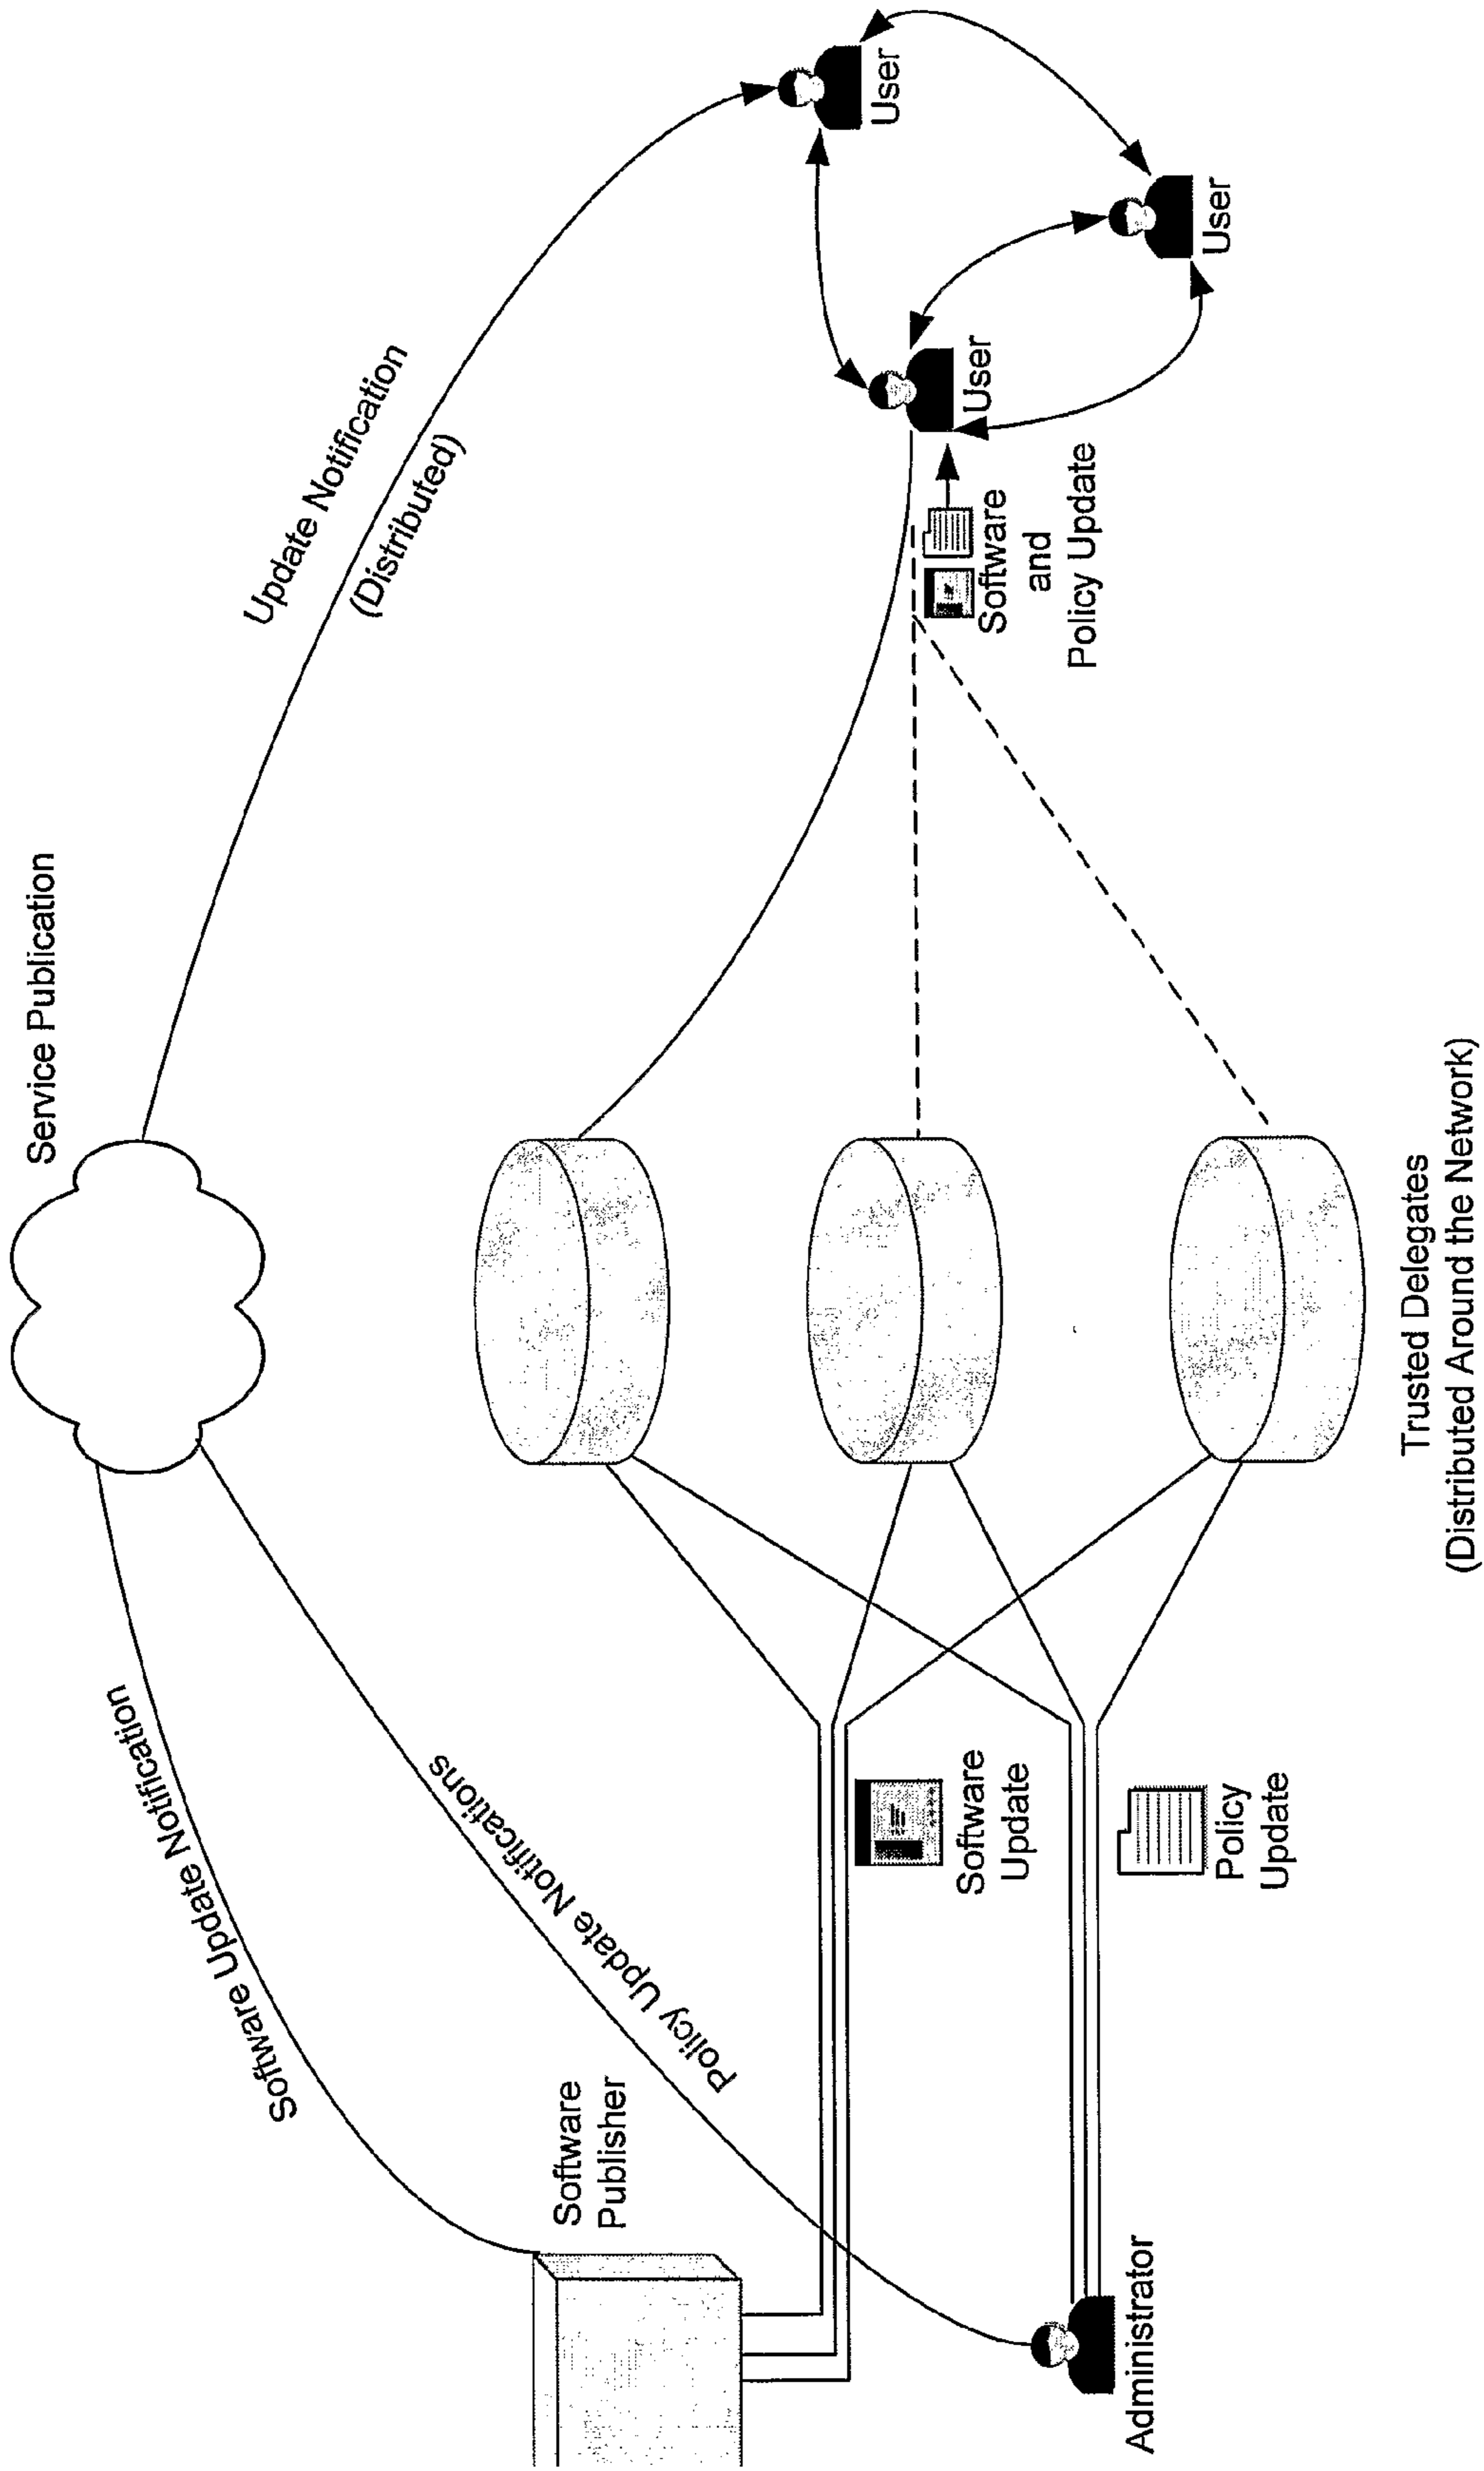 Service Publication
Update Notification
(Distributed)
Software Update Notification
Policy Update Notifications
Software
Publisher
User
User
User
Software
and
Policy Update
Software
Update
Policy
Update
Administrator
Trusted Delegates
(Distributed Around the Network)